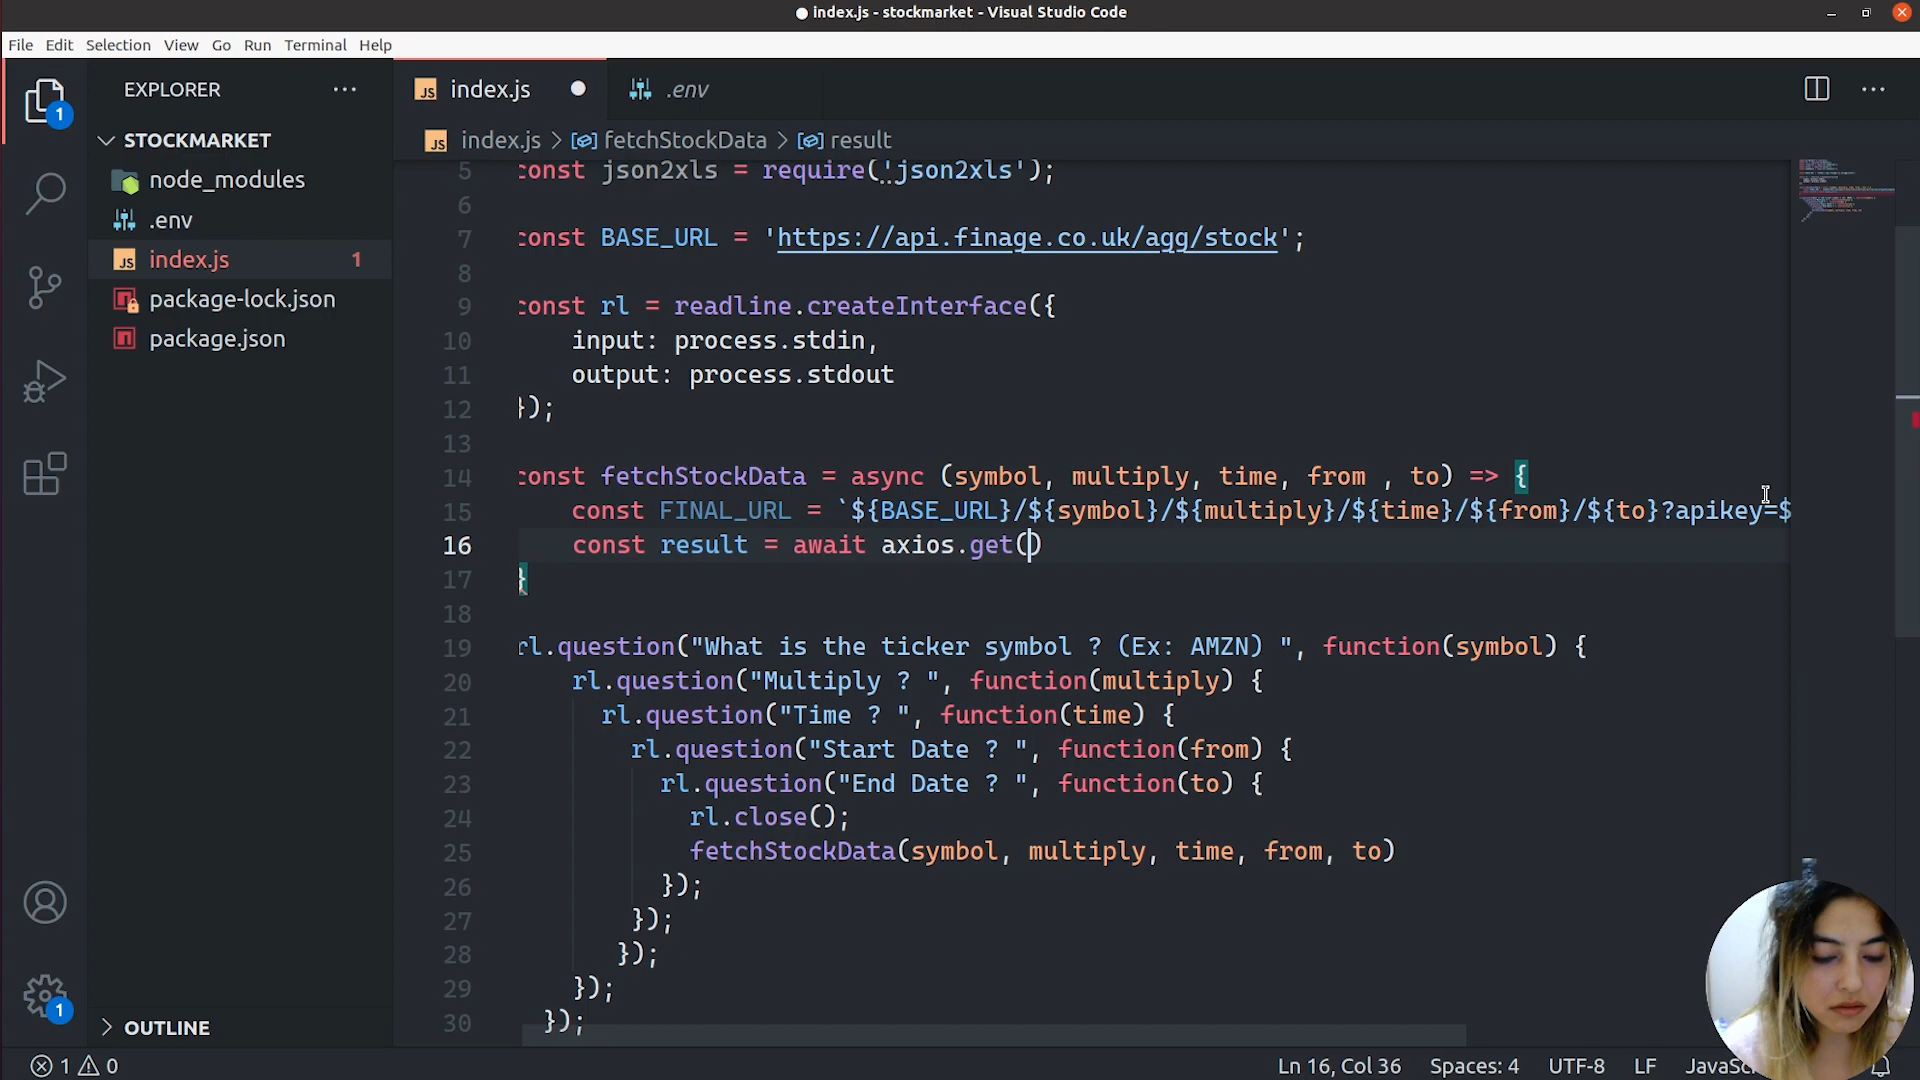 index.js - stockmarket - Visual Studio Code
File Edit Selection View Go Run Terminal Help
EXPLORER
STOCKMARKET
node_modules
.env
index.js 1
package-lock.json
package.json
OUTLINE
1
1
index.js
.env
index.js > fetchStockData > result
5 const json2xls = require('json2xls');
6
7 const BASE_URL = 'https://api.finage.co.uk/agg/stock';
8
9 const rl = readline.createInterface({
10 input: process.stdin,
11 output: process.stdout
12 });
13
14 const fetchStockData = async (symbol, multiply, time, from , to) => {
15 const FINAL_URL = `${BASE_URL}/${symbol}/${multiply}/${time}/${from}/${to}?apikey=$
16 const result = await axios.get()
17 }
18
19 rl.question("What is the ticker symbol ? (Ex: AMZN) ", function(symbol) {
20 rl.question("Multiply ? ", function(multiply) {
21 rl.question("Time ? ", function(time) {
22 rl.question("Start Date ? ", function(from) {
23 rl.question("End Date ? ", function(to) {
24 rl.close();
25 fetchStockData(symbol, multiply, time, from, to)
26 });
27 });
28 });
29 });
30 });
1 0
Ln 16, Col 36 Spaces: 4 UTF-8 LF